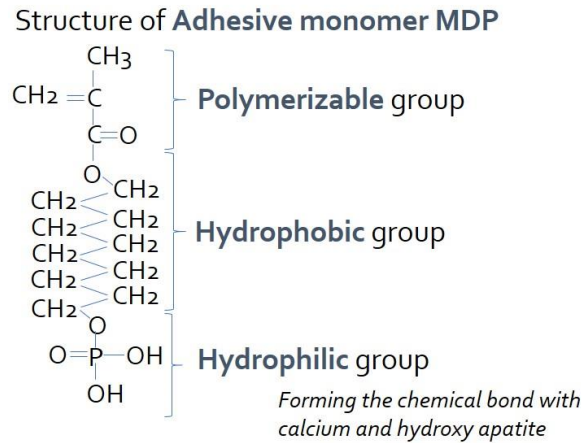 Structure of Adhesive monomer MDP
CH3
CH2 =C
Polymerizable group
C=O
O
CH2
CH2
CH2
CH2
CH2
Hydrophobic group
CH2
CH2
CH2
CH2
CH2
O
O=P—OH
Hydrophilic group
OH
Forming the chemical bond with
calcium and hydroxy apatite